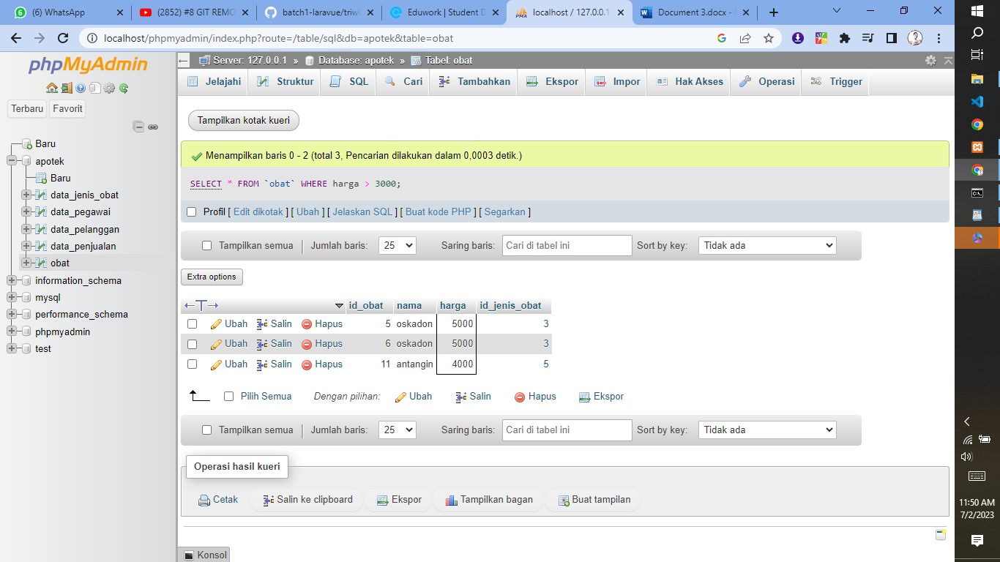 (6) WhatsApp
(2852) #8 GIT REMO
batch1-laravue/triwi
Eduwork | Student D
localhost / 127.0.0.1
Document 3.docx -
localhost/phpmyadmin/index.php?route=/table/sql&db=apotek&table=obat
phpMyAdmin
Terbaru Favorit
Baru
apotek
Baru
data_jenis_obat
data_pegawai
data_pelanggan
data_penjualan
obat
information_schema
mysql
performance_schema
phpmyadmin
test
Server: 127.0.0.1 » Database: apotek » Tabel: obat
Jelajahi Struktur SQL Cari Tambahkan Ekspor Impor Hak Akses Operasi Trigger
Tampilkan kotak kueri
Menampilkan baris 0 - 2 (total 3, Pencarian dilakukan dalam 0,0003 detik.)
SELECT * FROM `obat` WHERE harga > 3000;
Profil [ Edit dikotak ] [ Ubah ] [ Jelaskan SQL ] [ Buat kode PHP ] [ Segarkan ]
Tampilkan semua | Jumlah baris: 25 Saring baris: Cari di tabel ini Sort by key: Tidak ada
Extra options
←T→ id_obat nama harga id_jenis_obat
Ubah Salin Hapus 5 oskadon 5000 3
Ubah Salin Hapus 6 oskadon 5000 3
Ubah Salin Hapus 11 antangin 4000 5
Pilih Semua Dengan pilihan: Ubah Salin Hapus Ekspor
Tampilkan semua | Jumlah baris: 25 Saring baris: Cari di tabel ini Sort by key: Tidak ada
Operasi hasil kueri
Cetak Salin ke clipboard Ekspor Tampilkan bagan Buat tampilan
Konsol
11:50 AM
7/2/2023